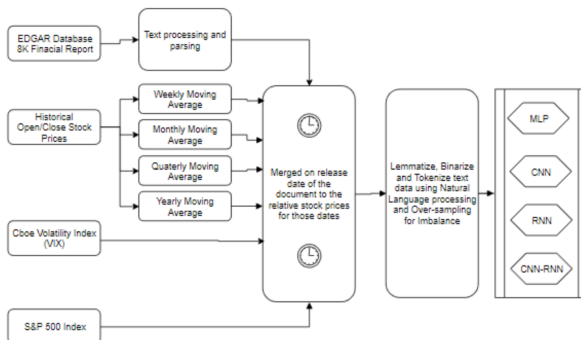 EDGAR Database
8K Finacial Report
Text processing and
parsing
Historical
Open/Close Stock
Prices
Weekly Moving
Average
Monthly Moving
Average
Quaterly Moving
Average
Yearly Moving
Average
Cboe Volatility Index
(VIX)
S&P 500 Index
Merged on release
date of the
document to the
relative stock prices
for those dates
Lemmatize, Binarize
and Tokenize text
data using Natural
Language processing
and Over-sampling
for Imbalance
MLP
CNN
RNN
CNN-RNN